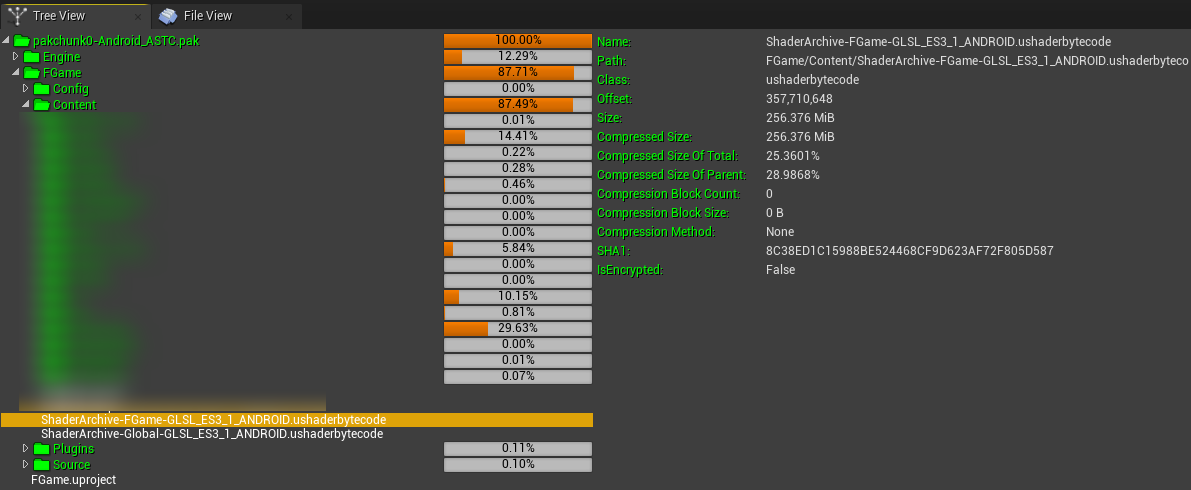 Tree View
File View
pakchunk0-Android_ASTC.pak 100.00%
Engine 12.29%
FGame 87.71%
Config 0.00%
Content 87.49%
0.01%
14.41%
0.22%
0.28%
0.46%
0.00%
0.00%
0.00%
5.84%
0.00%
0.00%
10.15%
0.81%
29.63%
0.00%
0.01%
0.07%
ShaderArchive-FGame-GLSL_ES3_1_ANDROID.ushaderbytecode
ShaderArchive-Global-GLSL_ES3_1_ANDROID.ushaderbytecode
Plugins 0.11%
Source 0.10%
FGame.uproject
Name: ShaderArchive-FGame-GLSL_ES3_1_ANDROID.ushaderbytecode
Path: FGame/Content/ShaderArchive-FGame-GLSL_ES3_1_ANDROID.ushaderbyteco
Class: ushaderbytecode
Offset: 357,710,648
Size: 256.376 MiB
Compressed Size: 256.376 MiB
Compressed Size Of Total: 25.3601%
Compressed Size Of Parent: 28.9868%
Compression Block Count: 0
Compression Block Size: 0 B
Compression Method: None
SHA1: 8C38ED1C15988BE524468CF9D623AF72F805D587
IsEncrypted: False